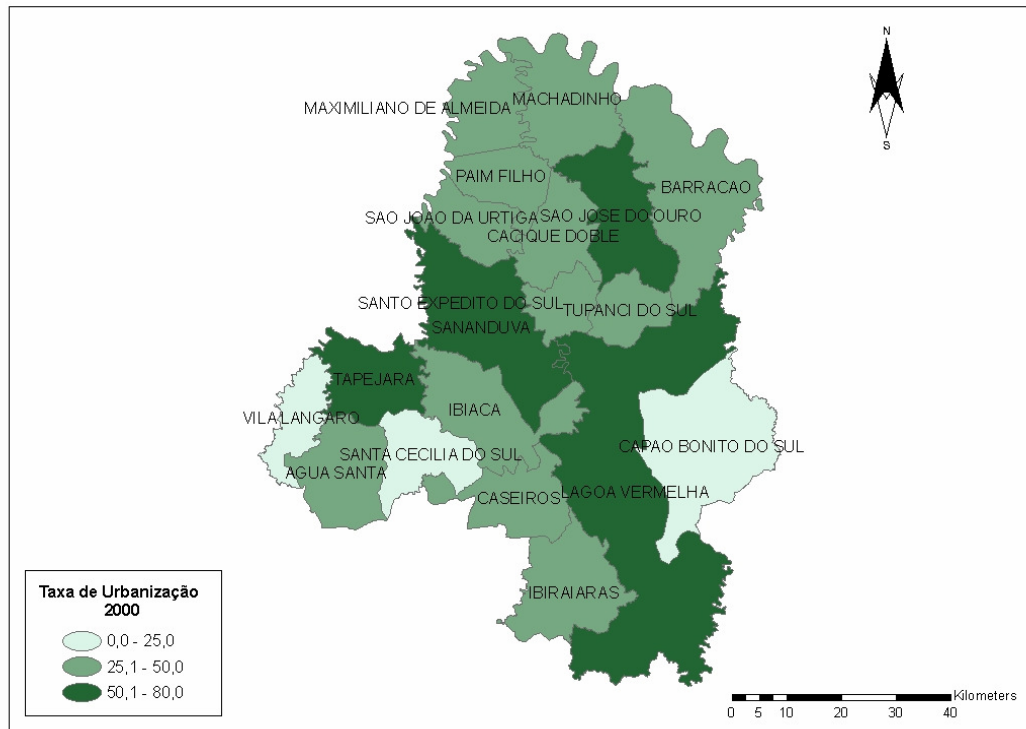 N
S
MAXIMILIANO DE ALMEIDA
MACHADINHO
PAIM FILHO
BARRACAO
SAO JOÃO DA URTIGA
SAO JOSE DO OURO
CACIQUE DOBLE
SANTO EXPEDITO DO SUL
TUPANCI DO SUL
SANANDUVA
TAPEJARA
IBIACA
VILA LANGARO
CAPAO BONITO DO SUL
SANTA CECILIA DO SUL
AGUA SANTA
CASEIROS
LAGOA VERMELHA
IBIRAIARAS
Taxa de Urbanização
2000
0,0 - 25,0
25,1 - 50,0
50,1 - 80,0
Kilometers
0 5 10 20 30 40